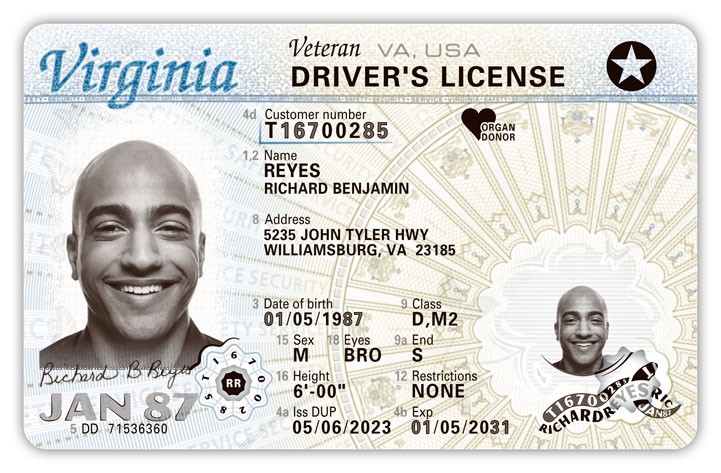 Virginia
Veteran VA, USA
DRIVER'S LICENSE
4d Customer number
T16700285
ORGAN
DONOR
1,2 Name
REYES
RICHARD BENJAMIN
8 Address
5235 JOHN TYLER HWY
WILLIAMSBURG, VA 23185
3 Date of birth 9 Class
01/05/1987 D,M2
15 Sex 18 Eyes 9a End
M BRO S
16 Height 12 Restrictions
6'-00" NONE
4a Iss DUP 4b Exp
05/06/2023 01/05/2031
Richard B Reyes
RR
JAN 87
5 DD 71536360
T16700285
RICHARDREYES
RIC
JAN87